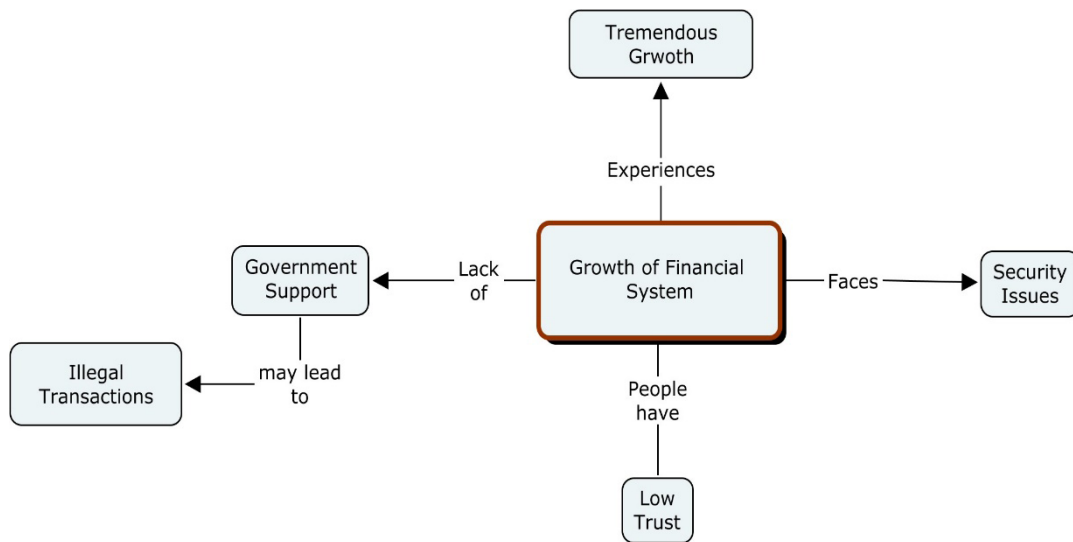 Tremendous
Grwoth
Experiences
Growth of Financial
System
Lack
of
Government
Support
may lead
to
Illegal
Transactions
Faces
Security
Issues
People
have
Low
Trust